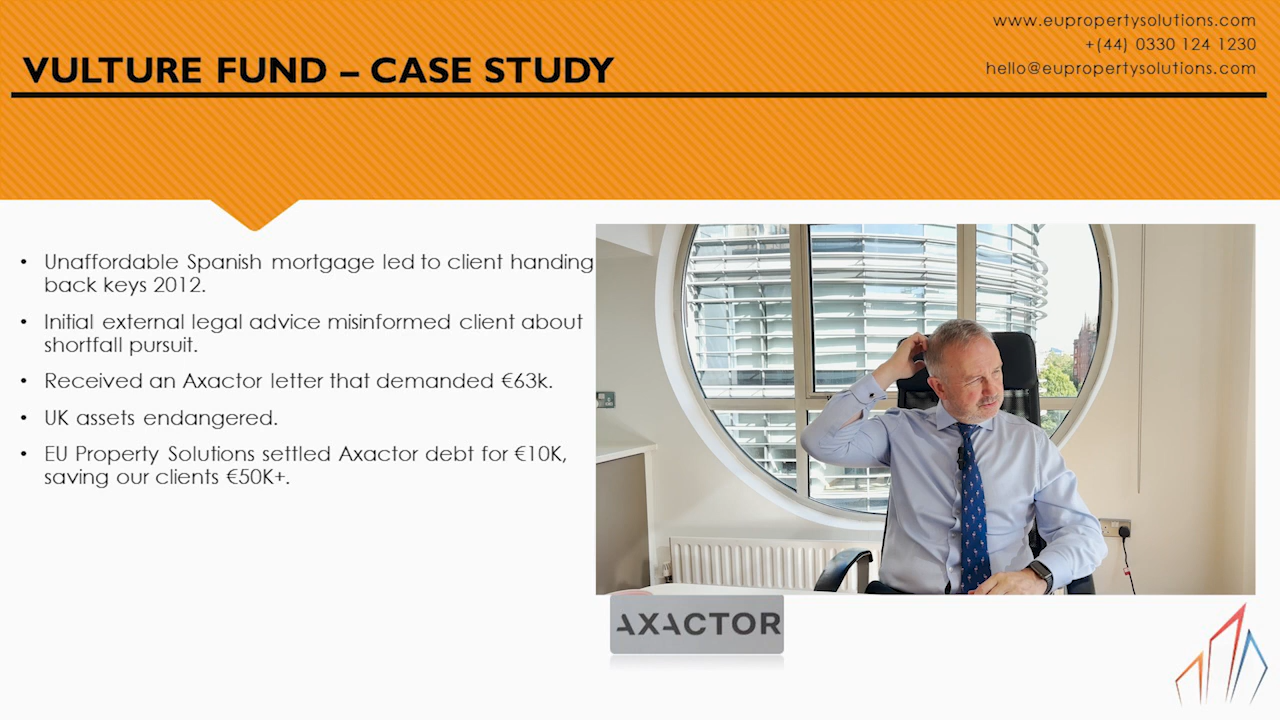 www.eupropertysolutions.com
+(44) 0330 124 1230
hello@eupropertysolutions.com
VULTURE FUND – CASE STUDY
• Unaffordable Spanish mortgage led to client handing
back keys 2012.
• Initial external legal advice misinformed client about
shortfall pursuit.
• Received an Axactor letter that demanded €63k.
• UK assets endangered.
• EU Property Solutions settled Axactor debt for €10K,
saving our clients €50K+.
AXACTOR